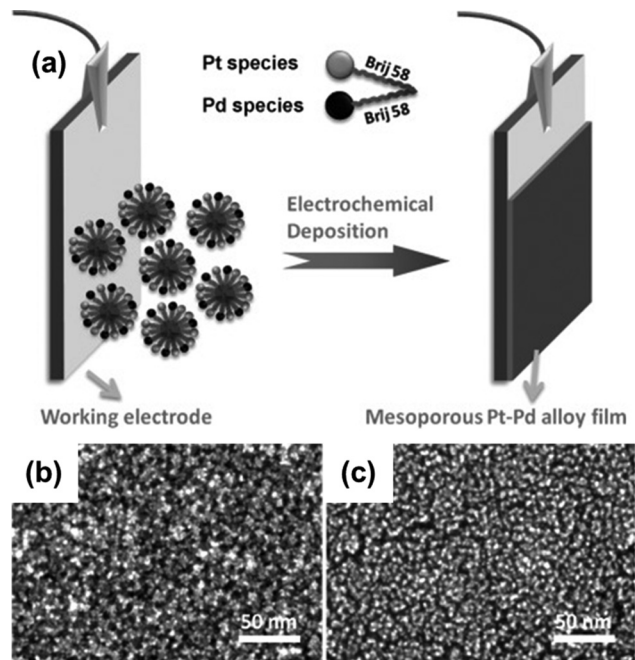 (a)
Pt species
Brij 58
Pd species
Brij 58
Electrochemical
Deposition
Working electrode
Mesoporous Pt-Pd alloy film
(b)
(c)
50 nm
50 nm